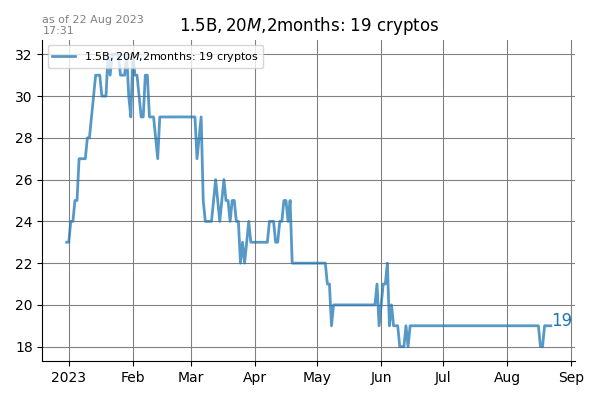 as of 22 Aug 2023
17:31
1.5B, 20M,2months: 19 cryptos
1.5B, 20M,2months: 19 cryptos
32
30
28
26
24
22
20
18
19
2023 Feb Mar Apr May Jun Jul Aug Sep